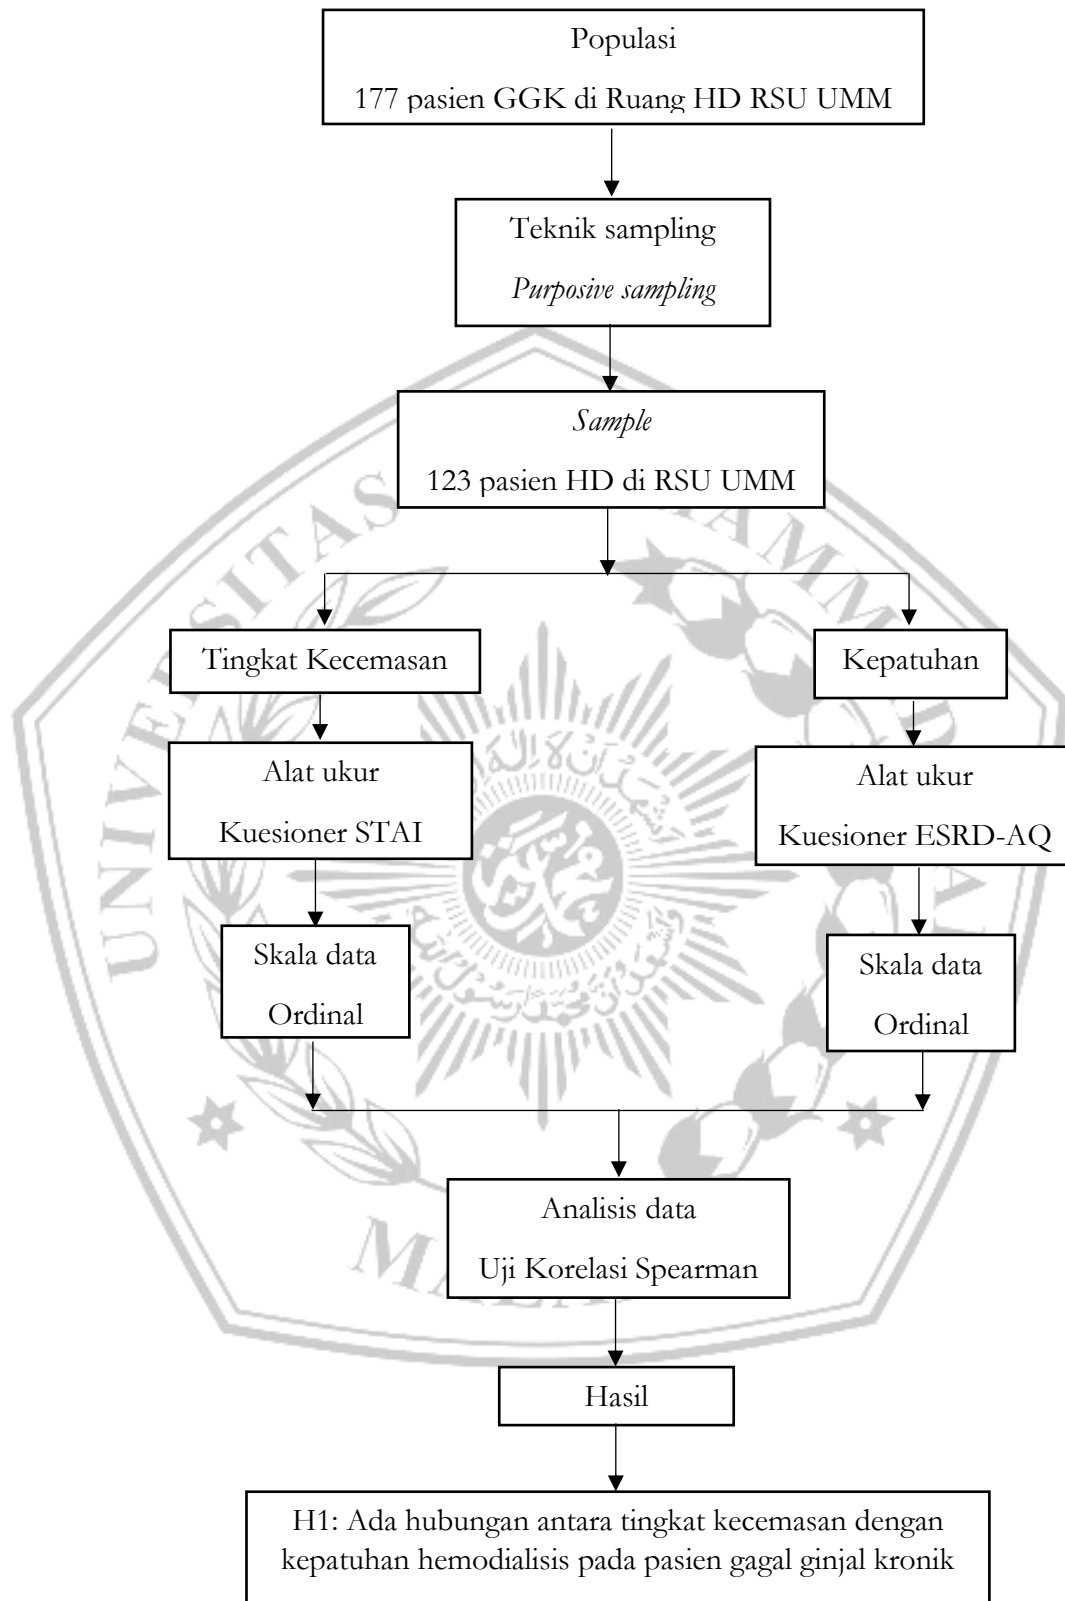 Populasi
177 pasien GGK di Ruang HD RSU UMM
Teknik sampling
Purposive sampling
Sample
123 pasien HD di RSU UMM
Tingkat Kecemasan
Kepatuhan
Alat ukur
Kuesioner STAI
Alat ukur
Kuesioner ESRD-AQ
Skala data
Ordinal
Skala data
Ordinal
Analisis data
Uji Korelasi Spearman
Hasil
H1: Ada hubungan antara tingkat kecemasan dengan
kepatuhan hemodialisis pada pasien gagal ginjal kronik
UNIVERSITAS